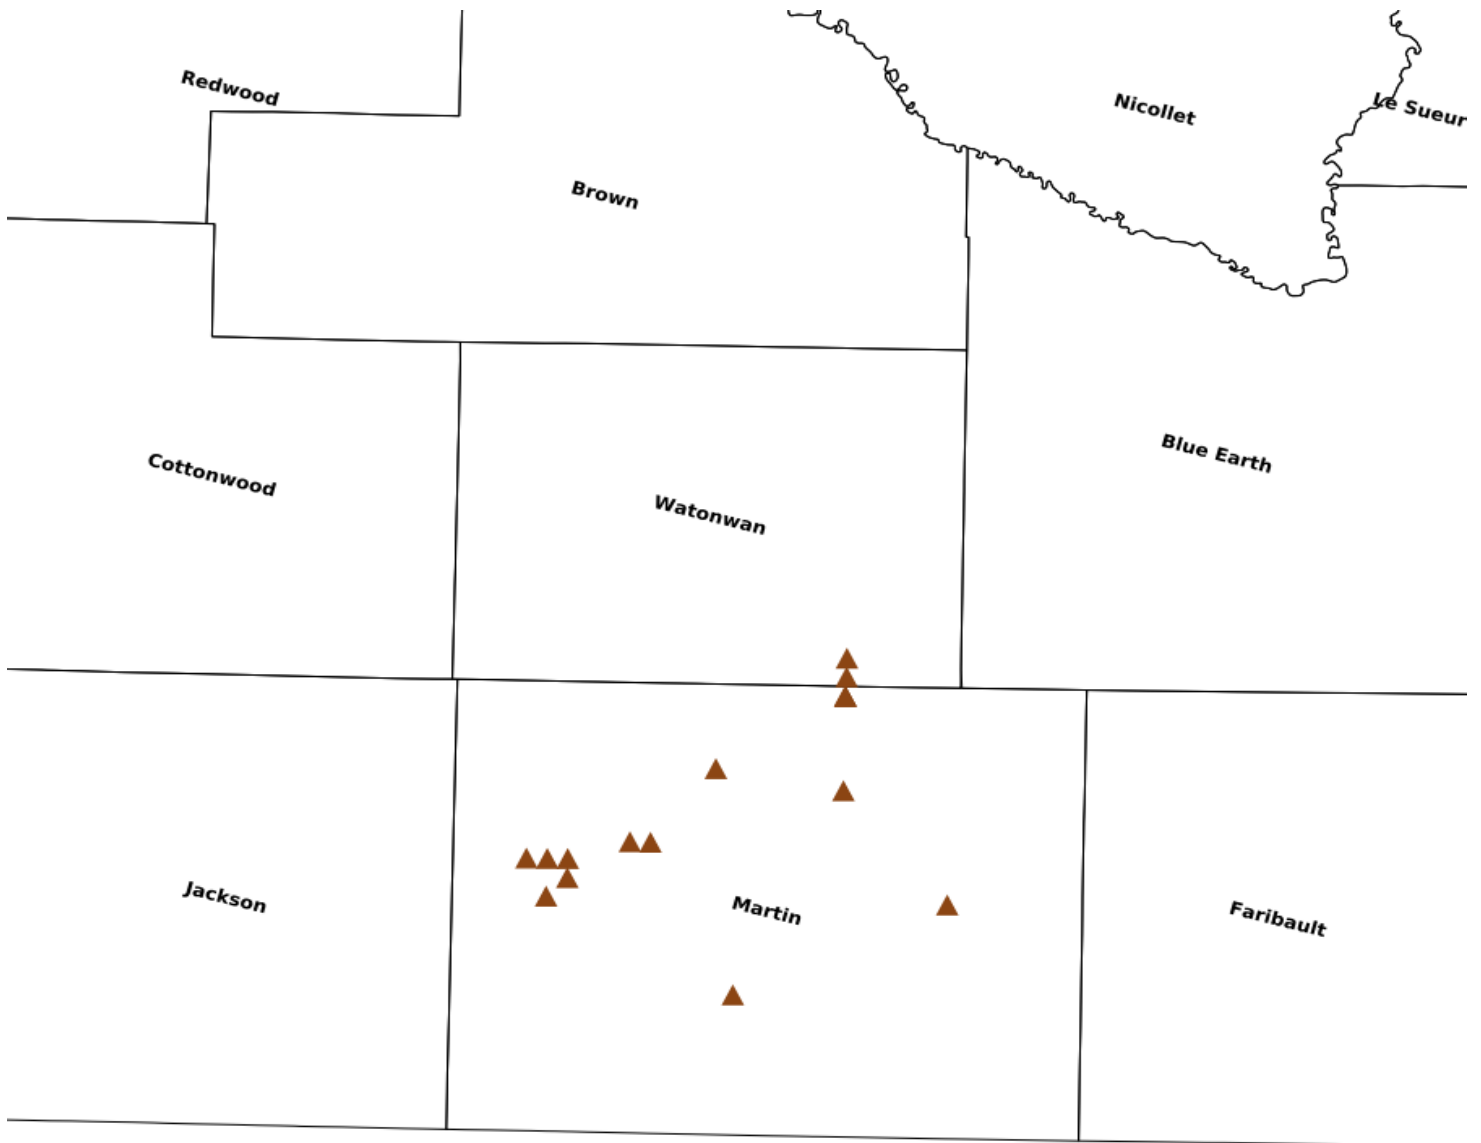 Redwood
Nicollet
Le Sueur
Brown
Blue Earth
Cottonwood
Watonwan
Jackson
Martin
Faribault